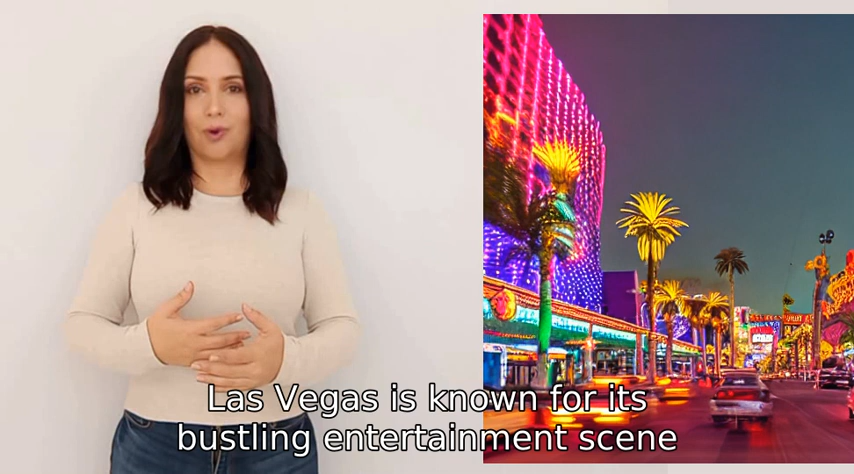 Las Vegas is known for its
bustling entertainment scene